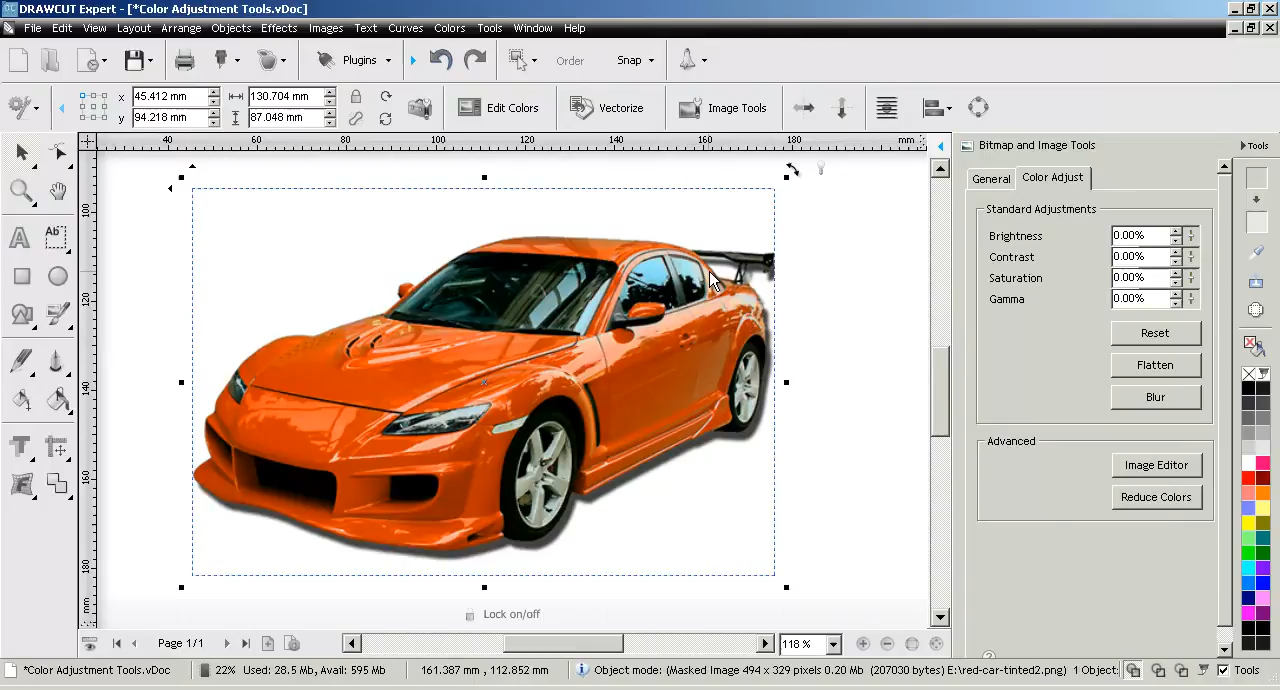 DRAWCUT Expert - [*Color Adjustment Tools.vDoc]
File Edit View Layout Arrange Objects Effects Images Text Curves Colors Tools Window Help
Plugins Order Snap
x 45.412 mm 130.704 mm
y 94.218 mm 87.048 mm
Edit Colors Vectorize Image Tools
40 60 80 100 120 140 160 180 mm
100
120
140
160
180
mm
Bitmap and Image Tools Tools
General Color Adjust
Standard Adjustments
Brightness 0.00%
Contrast 0.00%
Saturation 0.00%
Gamma 0.00%
Reset
Flatten
Blur
Advanced
Image Editor
Reduce Colors
Lock on/off
Page 1/1 118 %
*Color Adjustment Tools.vDoc 22% Used: 28.5 Mb, Avail: 595 Mb 161.387 mm , 112.852 mm Object mode: (Masked Image 494 x 329 pixels 0.20 Mb (207030 bytes) E:\red-car-tinted2.png) 1 Object: Tools